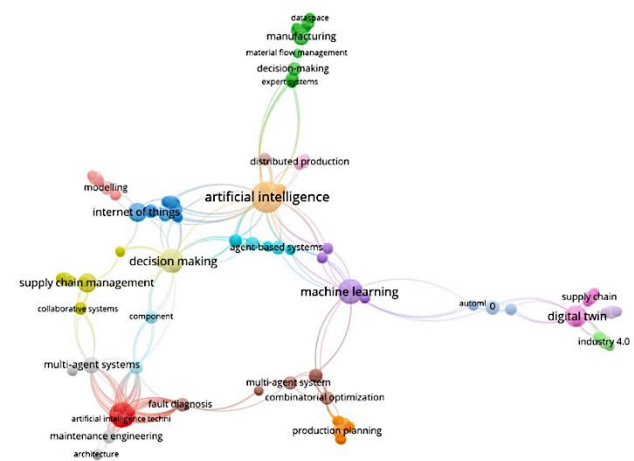 dataspace
manufacturing
material flow management
decision-making
expert systems
distributed production
modelling
artificial intelligence
internet of things
agent-based systems
decision making
supply chain management
machine learning
collaborative systems
component
automl
0
supply chain
digital twin
industry 4.0
multi-agent systems
multi-agent system
combinatorial optimization
fault diagnosis
artificial intelligence techni
production planning
maintenance engineering
architecture